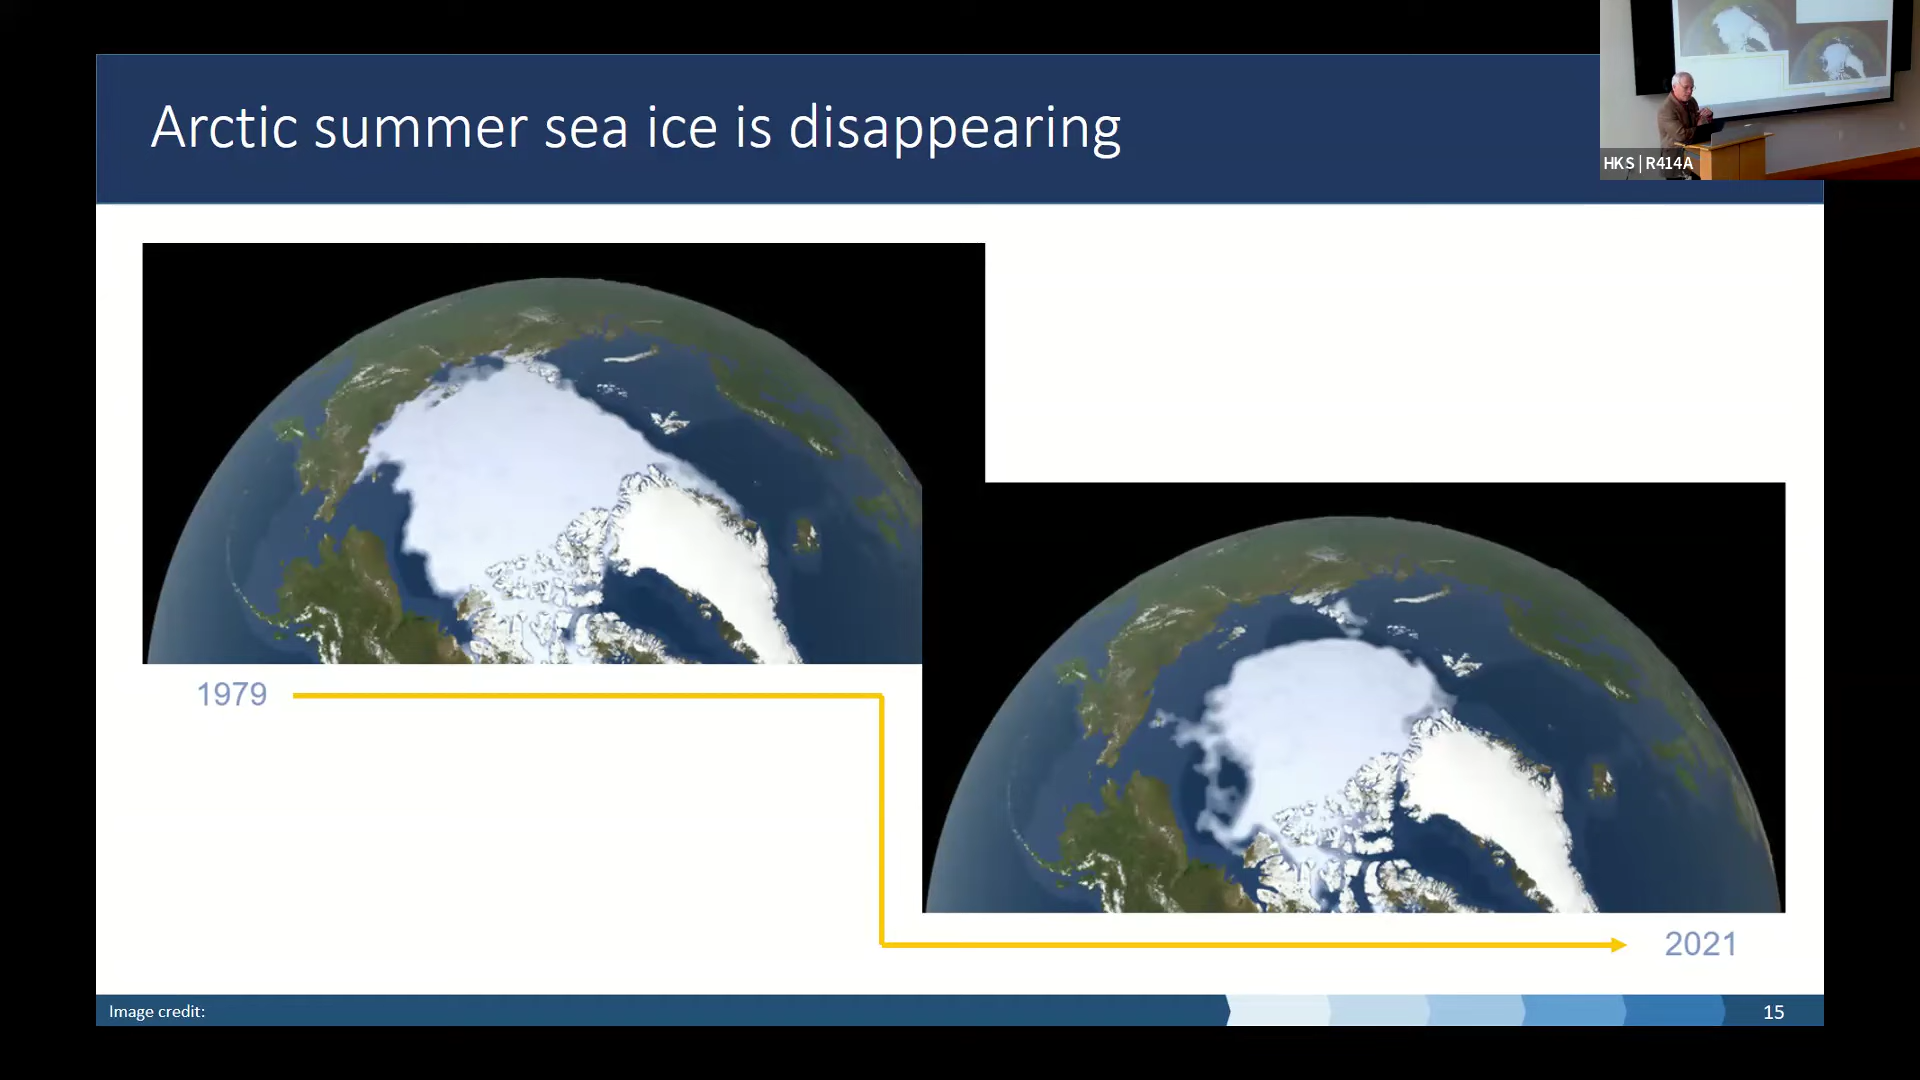 Arctic summer sea ice is disappearing
HKS | R414A
1979
2021
Image credit:
15